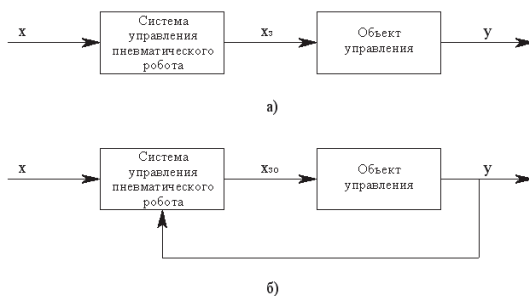 x
Система
управления
пневматического
робота
xз
Объект
управления
y
а)
x
Система
управления
пневматического
робота
xзо
Объект
управления
y
б)